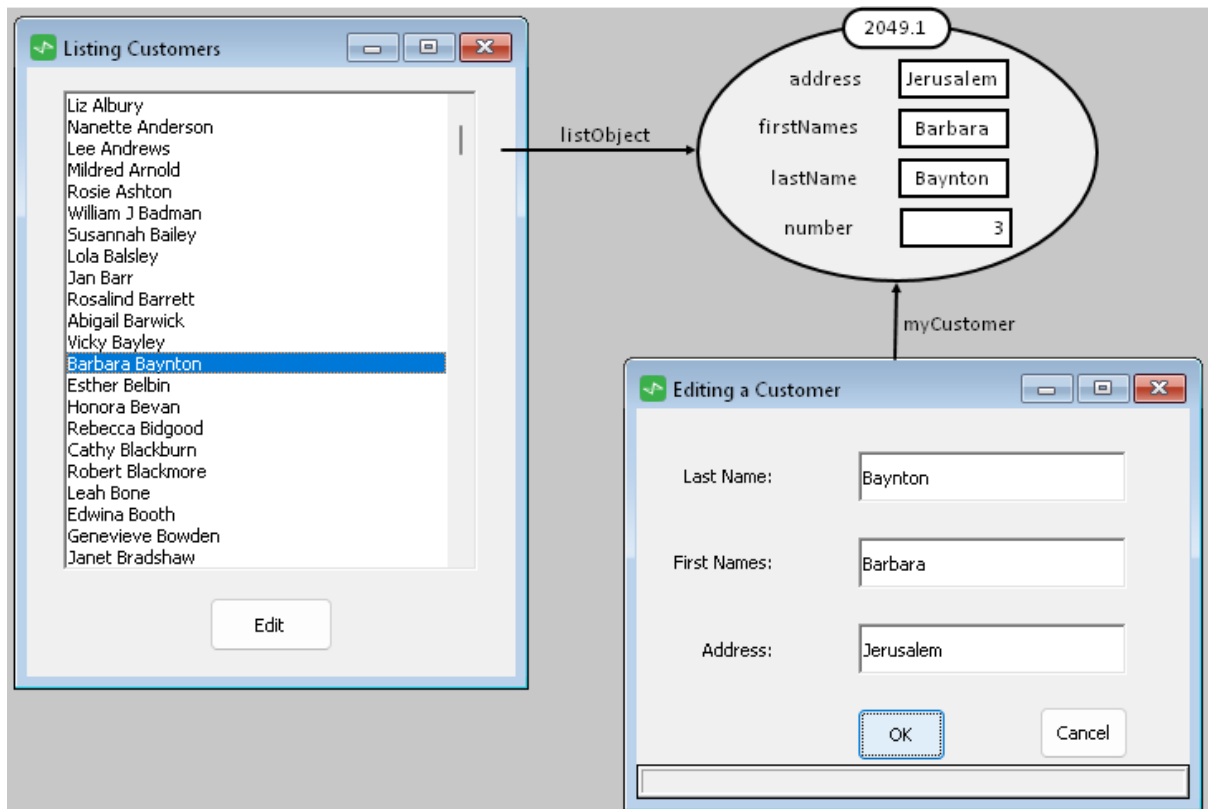 Listing Customers
Liz Albury
Nanette Anderson
Lee Andrews
Mildred Arnold
Rosie Ashton
William J Badman
Susannah Bailey
Lola Balsley
Jan Barr
Rosalind Barrett
Abigail Barwick
Vicky Bayley
Barbara Baynton
Esther Belbin
Honora Bevan
Rebecca Bidgood
Cathy Blackburn
Robert Blackmore
Leah Bone
Edwina Booth
Genevieve Bowden
Janet Bradshaw
Edit
listObject
2049.1
address Jerusalem
firstNames Barbara
lastName Baynton
number 3
myCustomer
Editing a Customer
Last Name: Baynton
First Names: Barbara
Address: Jerusalem
OK Cancel